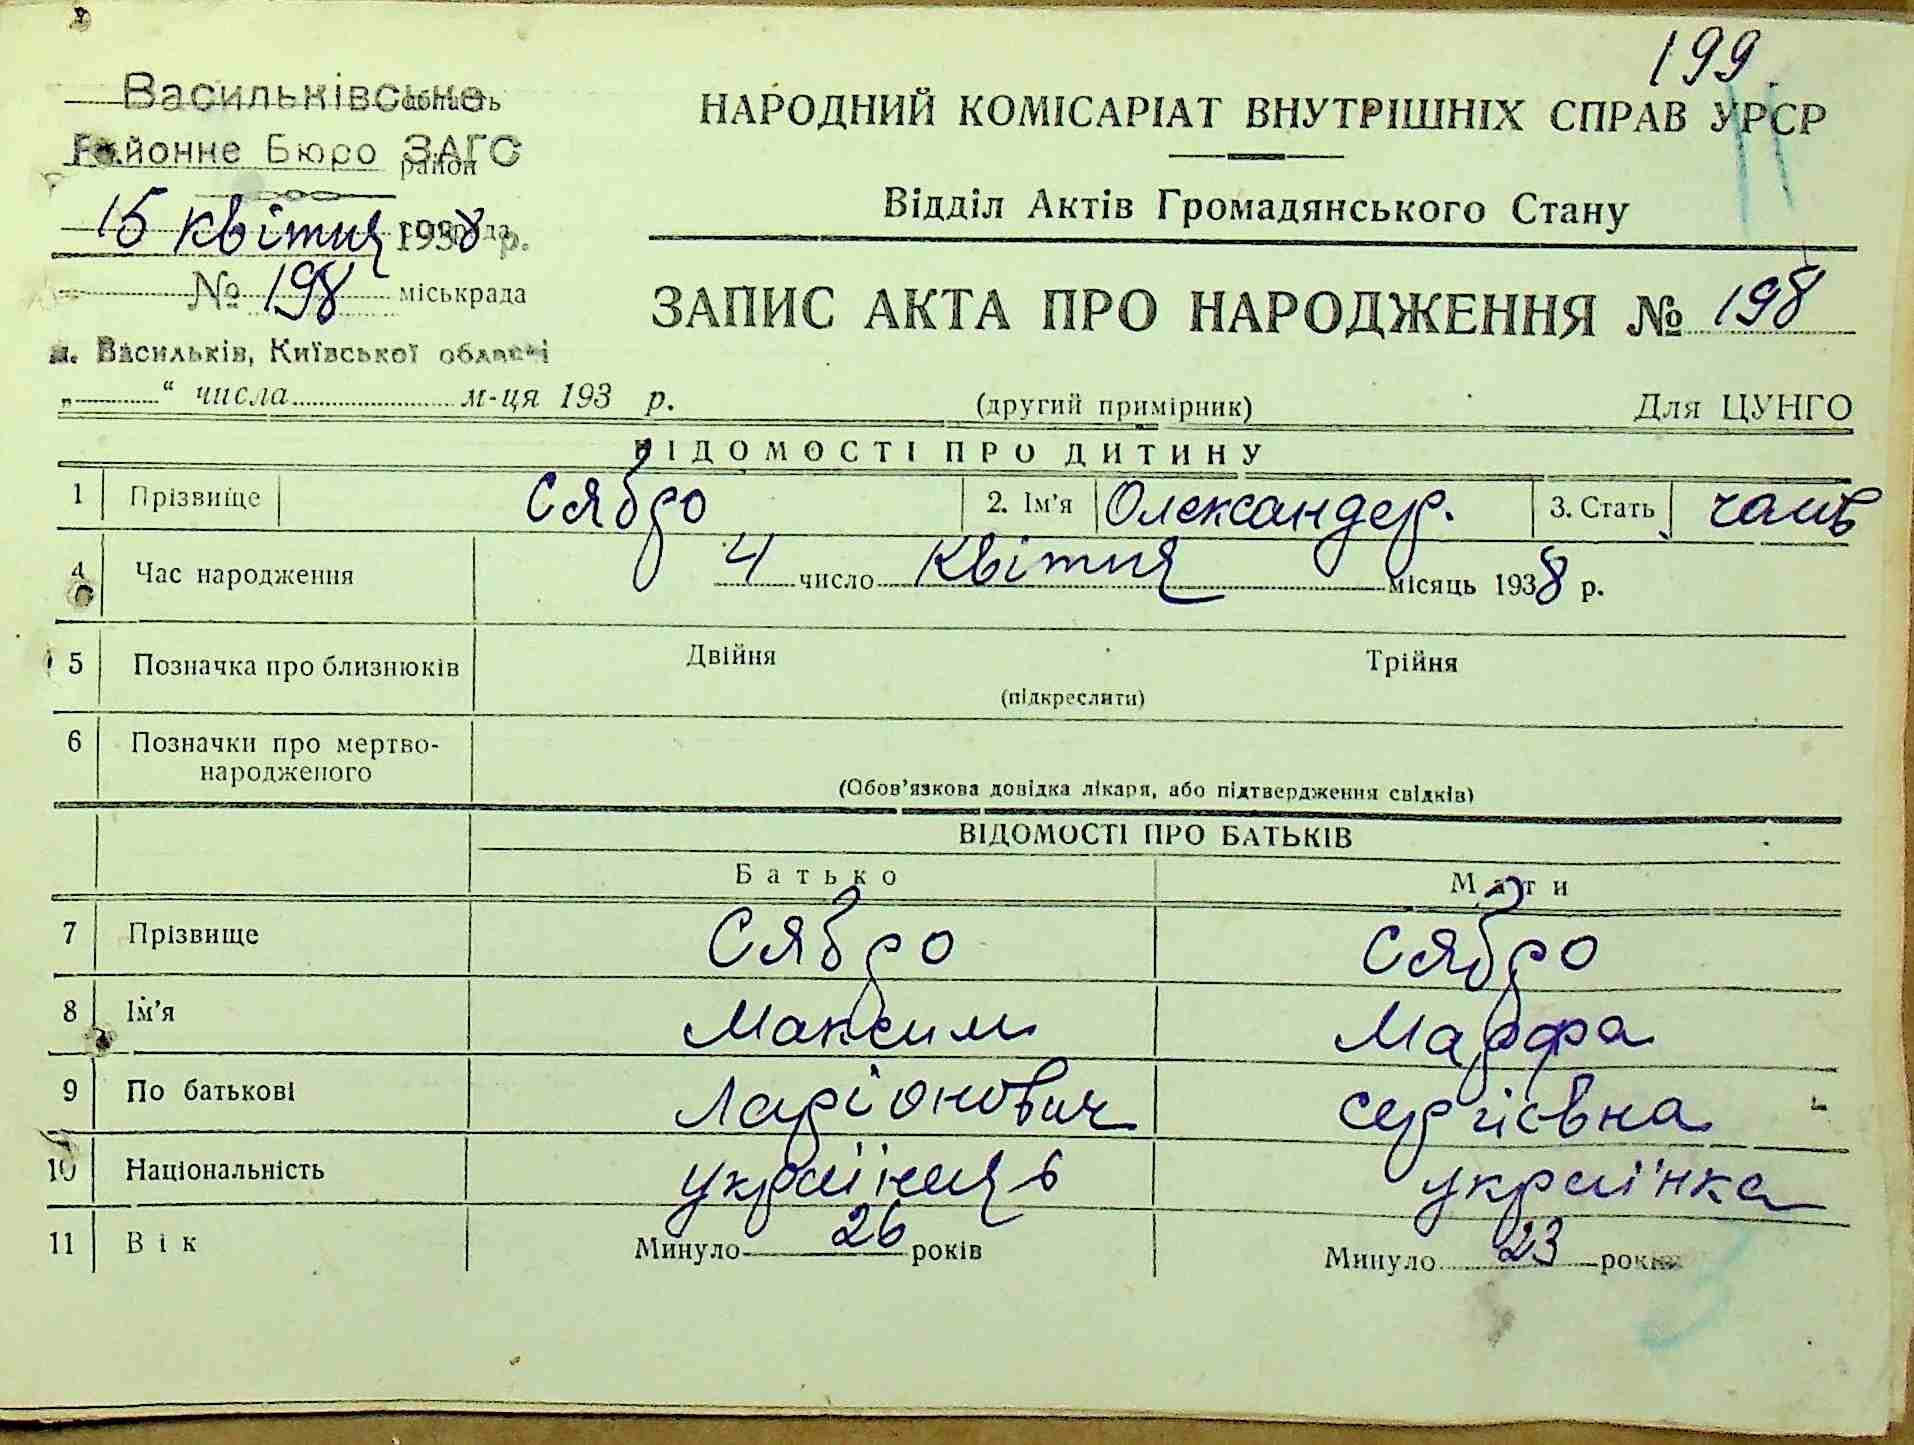 199.
Васильківське область
Районне Бюро ЗАГС район
15 квітня 1938 р. сільрада
№ 198 міськрада
м. Васильків, Київської області
„ “ числа м-ця 193 р.
НАРОДНИЙ КОМІСАРІАТ ВНУТРІШНІХ СПРАВ УРСР
Відділ Актів Громадянського Стану
ЗАПИС АКТА ПРО НАРОДЖЕННЯ № 198
(другий примірник) Для ЦУНГО
ВІДОМОСТІ ПРО ДИТИНУ
1 Прізвище Сябро 2. Ім’я Олександер. 3. Стать чолов
4 Час народження 4 число квітня місяць 1938 р.
5 Позначка про близнюків Двійня Трійня
(підкреслити)
6 Позначки про мертво-
народженого
(Обов’язкова довідка лікаря, або підтвердження свідків)
ВІДОМОСТІ ПРО БАТЬКІВ
Батько Мати
7 Прізвище Сябро Сябро
8 Ім’я Максим Марфа
9 По батькові Ларіонович Сергієвна
10 Національність українець українка
11 Вік Минуло 26 років Минуло 23 років